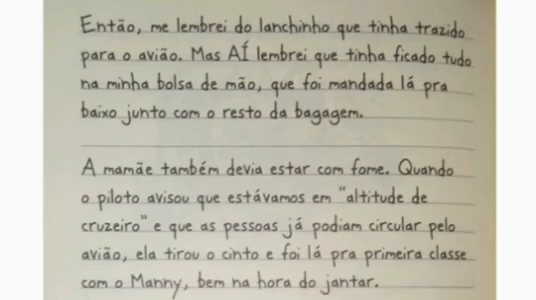 Então, me lembrei do lanchinho que tinha trazido
para o avião. Mas AÍ lembrei que tinha ficado tudo
na minha bolsa de mão, que foi mandada lá pra
baixo junto com o resto da bagagem.
A mamãe também devia estar com fome. Quando
o piloto avisou que estávamos em "altitude de
cruzeiro" e que as pessoas já podiam circular pelo
avião, ela tirou o cinto e foi lá pra primeira classe
com o Manny, bem na hora do jantar.